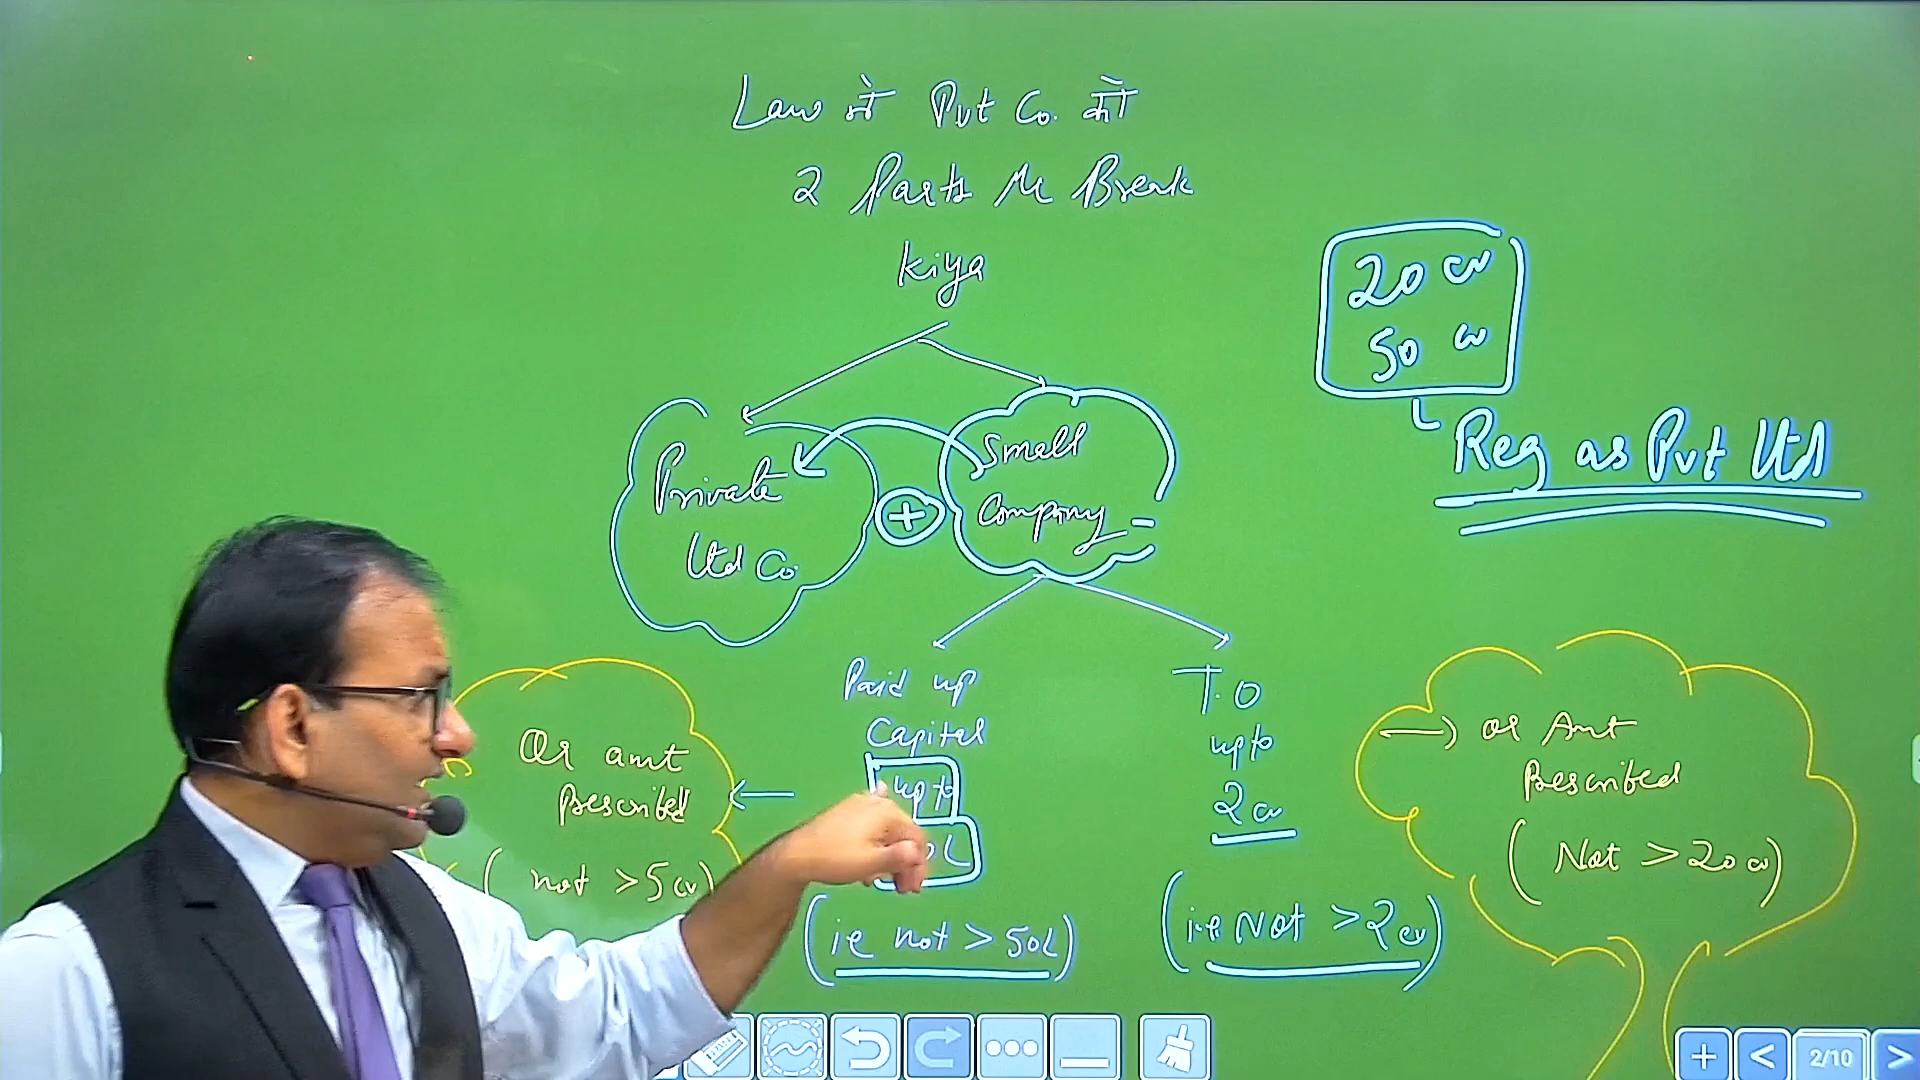 Law ने Pvt Co. को
2 Parts M Break
kiya
20 cr
50 cr
Reg as Pvt Ltd
Private
Ltd Co.
+
Small
Company
Paid up
Capital
upto
(ie not > 50L)
T.O
upto
2 cr
(i.e Not > 2 cr)
Or amt
Prescribed
(not > 5 cr)
or Amt
Prescribed
(Not > 20 cr)
2/10